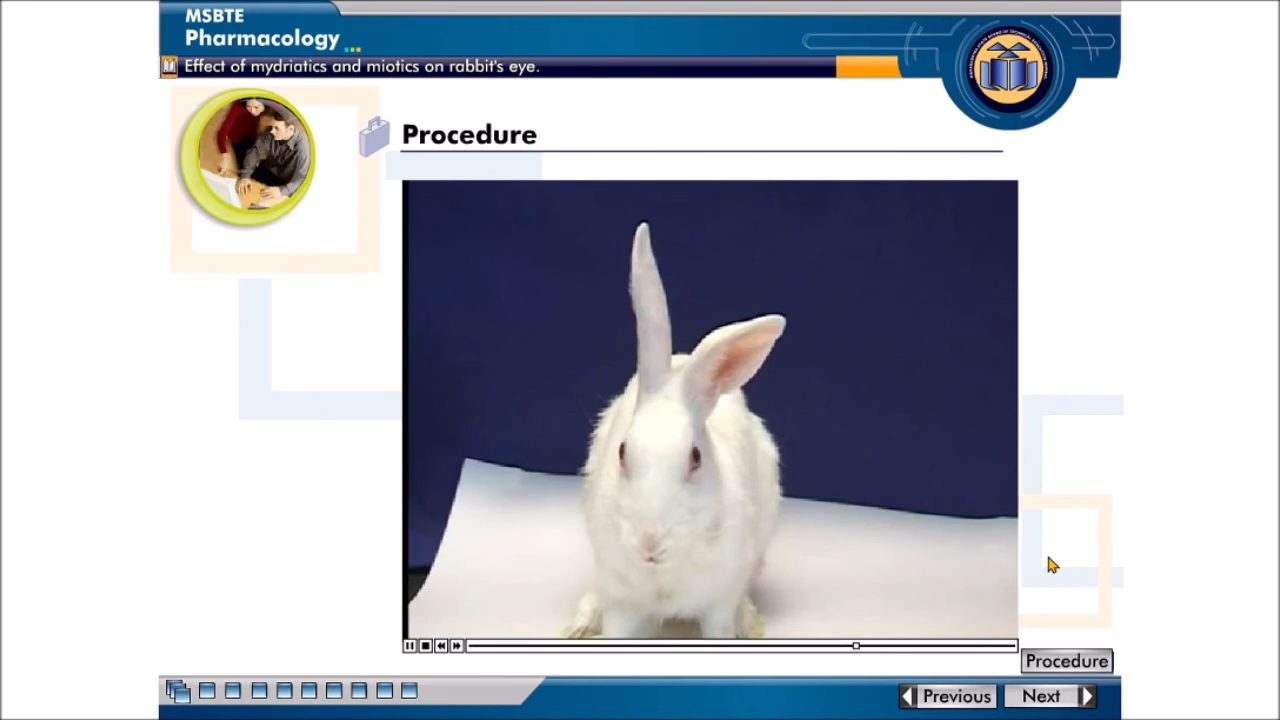 MSBTE
Pharmacology
Effect of mydriatics and miotics on rabbit's eye.
Procedure
Procedure
Previous
Next